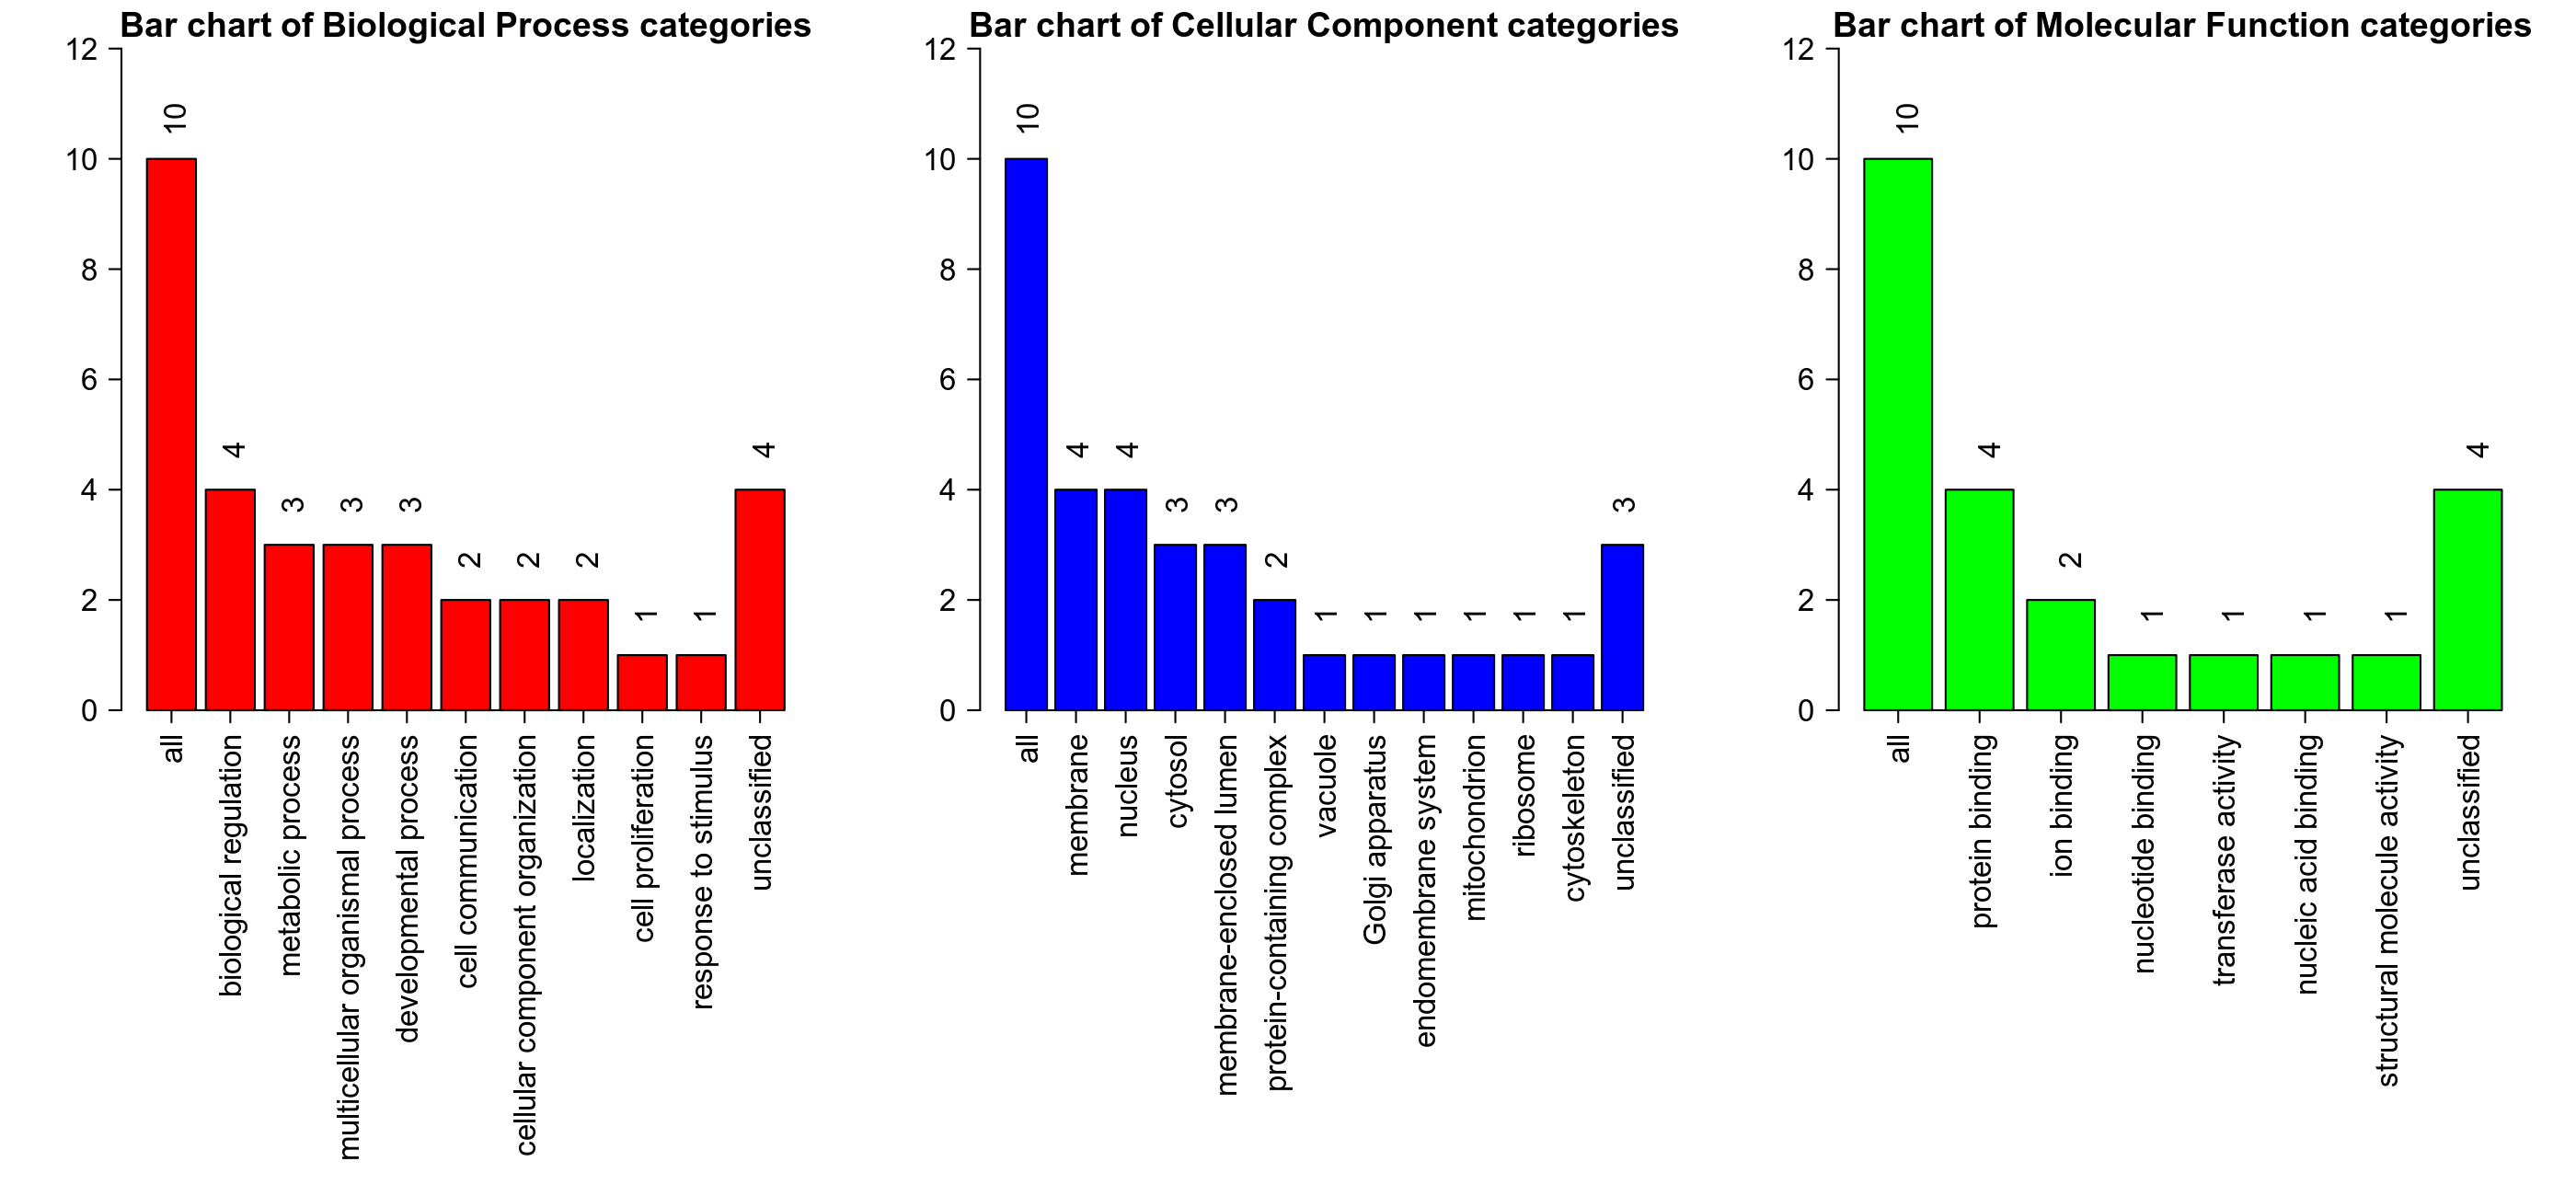 Bar chart of Biological Process categories
12
10
8
6
4
2
0
10
4
3
3
3
2
2
2
1
1
4
all
biological regulation
metabolic process
multicellular organismal process
developmental process
cell communication
cellular component organization
localization
cell proliferation
response to stimulus
unclassified
Bar chart of Cellular Component categories
12
10
8
6
4
2
0
10
4
4
3
3
2
1
1
1
1
1
1
3
all
membrane
nucleus
cytosol
membrane-enclosed lumen
protein-containing complex
vacuole
Golgi apparatus
endomembrane system
mitochondrion
ribosome
cytoskeleton
unclassified
Bar chart of Molecular Function categories
12
10
8
6
4
2
0
10
4
2
1
1
1
1
4
all
protein binding
ion binding
nucleotide binding
transferase activity
nucleic acid binding
structural molecule activity
unclassified